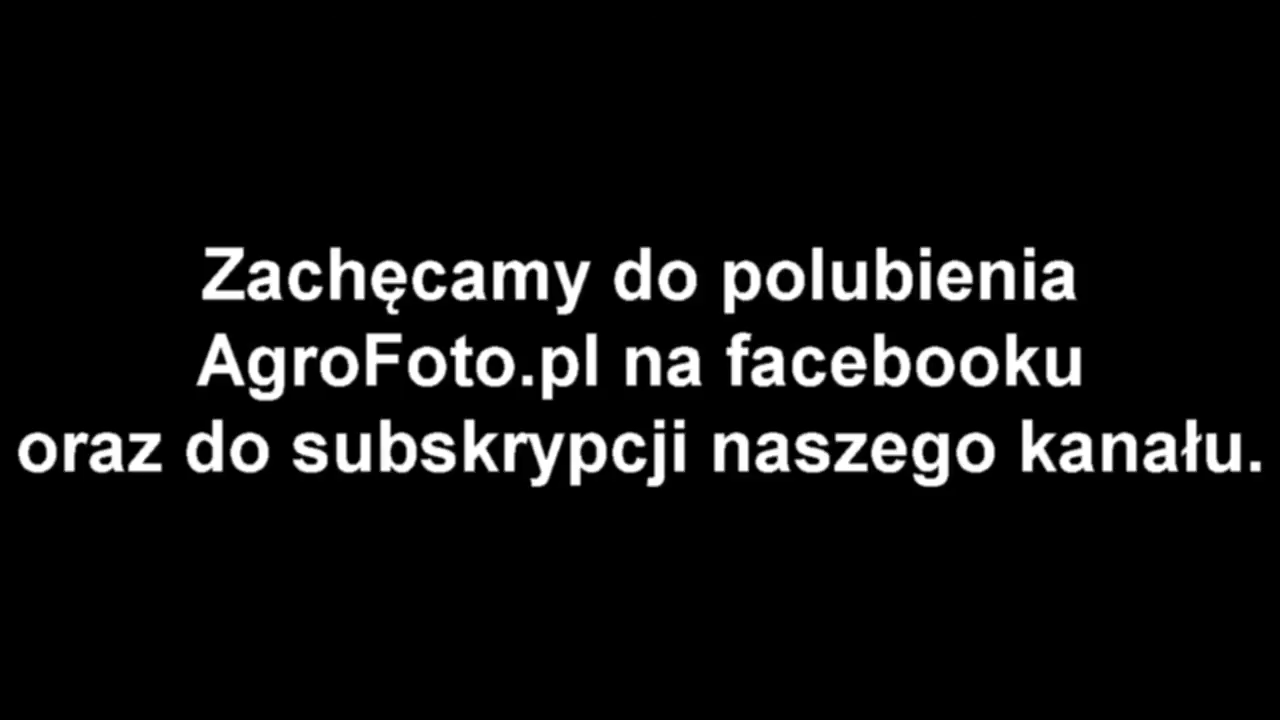 Zachęcamy do polubienia
AgroFoto.pl na facebooku
oraz do subskrypcji naszego kanału.